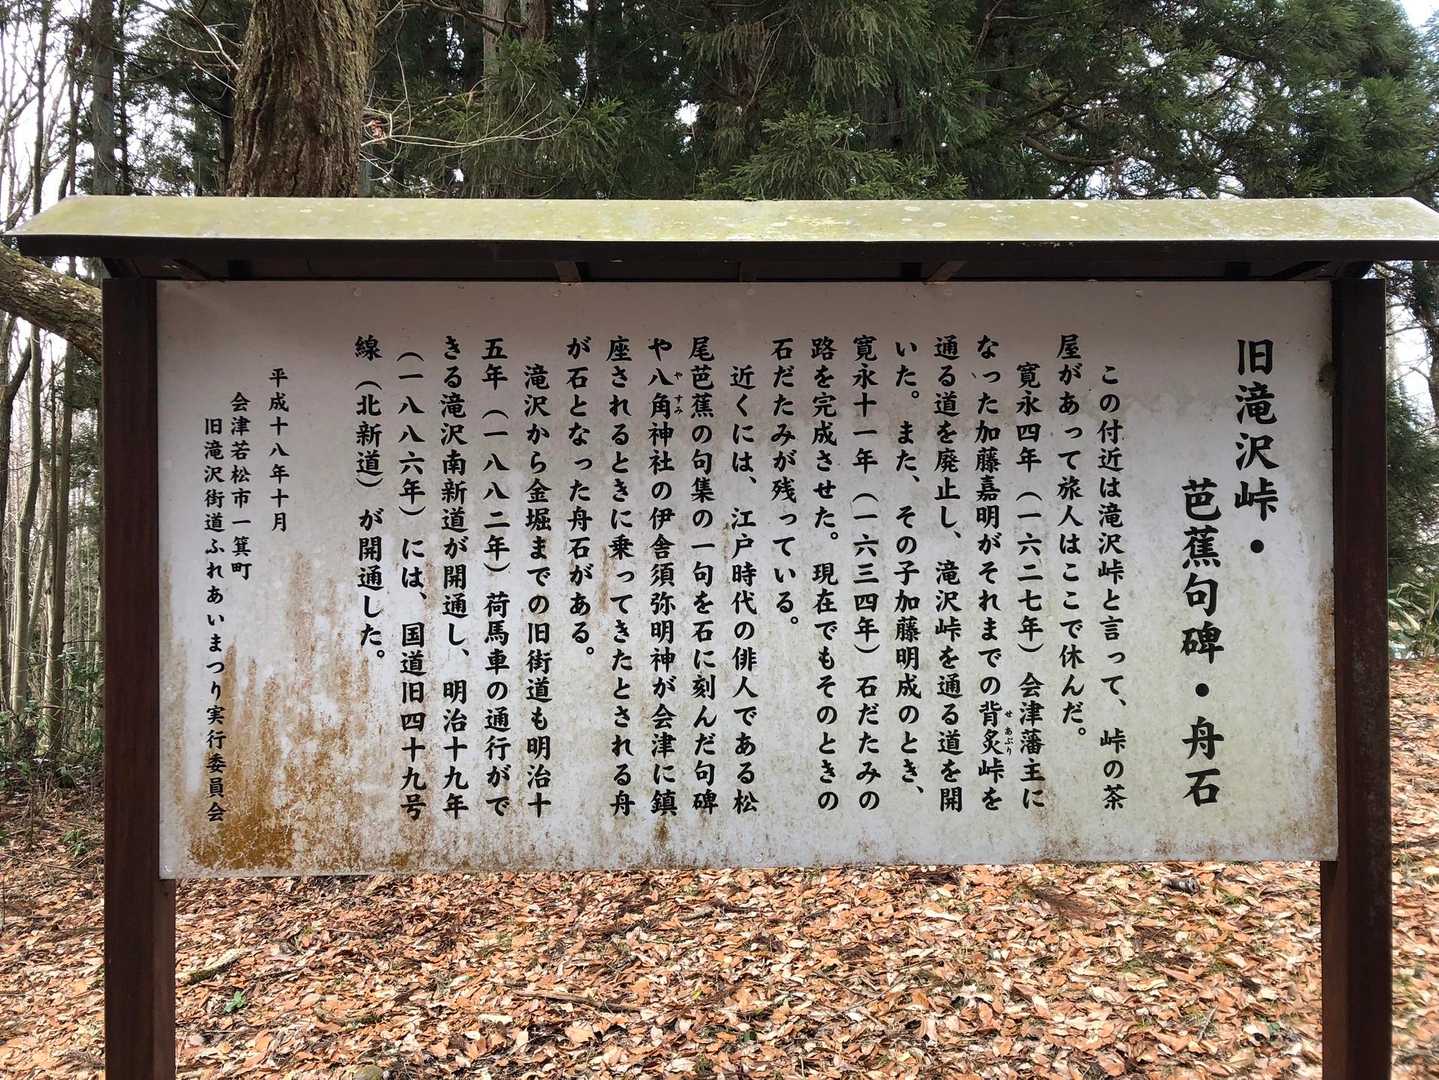 旧滝沢峠・
芭蕉句碑・舟石
この付近は滝沢峠と言って、峠の茶
屋があって旅人はここで休んだ。
寛永四年（一六二七年）会津藩主に
なった加藤嘉明がそれまでの背炙峠を
せあぶり
通る道を廃止し、滝沢峠を通る道を開
いた。また、その子加藤明成のとき、
寛永十一年（一六三四年）石だたみの
路を完成させた。現在でもそのときの
石だたみが残っている。
近くには、江戸時代の俳人である松
尾芭蕉の句集の一句を石に刻んだ句碑
や八角神社の伊舎須弥明神が会津に鎮
やすみ
座されるときに乗ってきたとされる舟
が石となった舟石がある。
滝沢から金堀までの旧街道も明治十
五年（一八八二年）荷馬車の通行がで
きる滝沢南新道が開通し、明治十九年
（一八八六年）には、国道旧四十九号
線（北新道）が開通した。
平成十八年十月
会津若松市一箕町
旧滝沢街道ふれあいまつり実行委員会